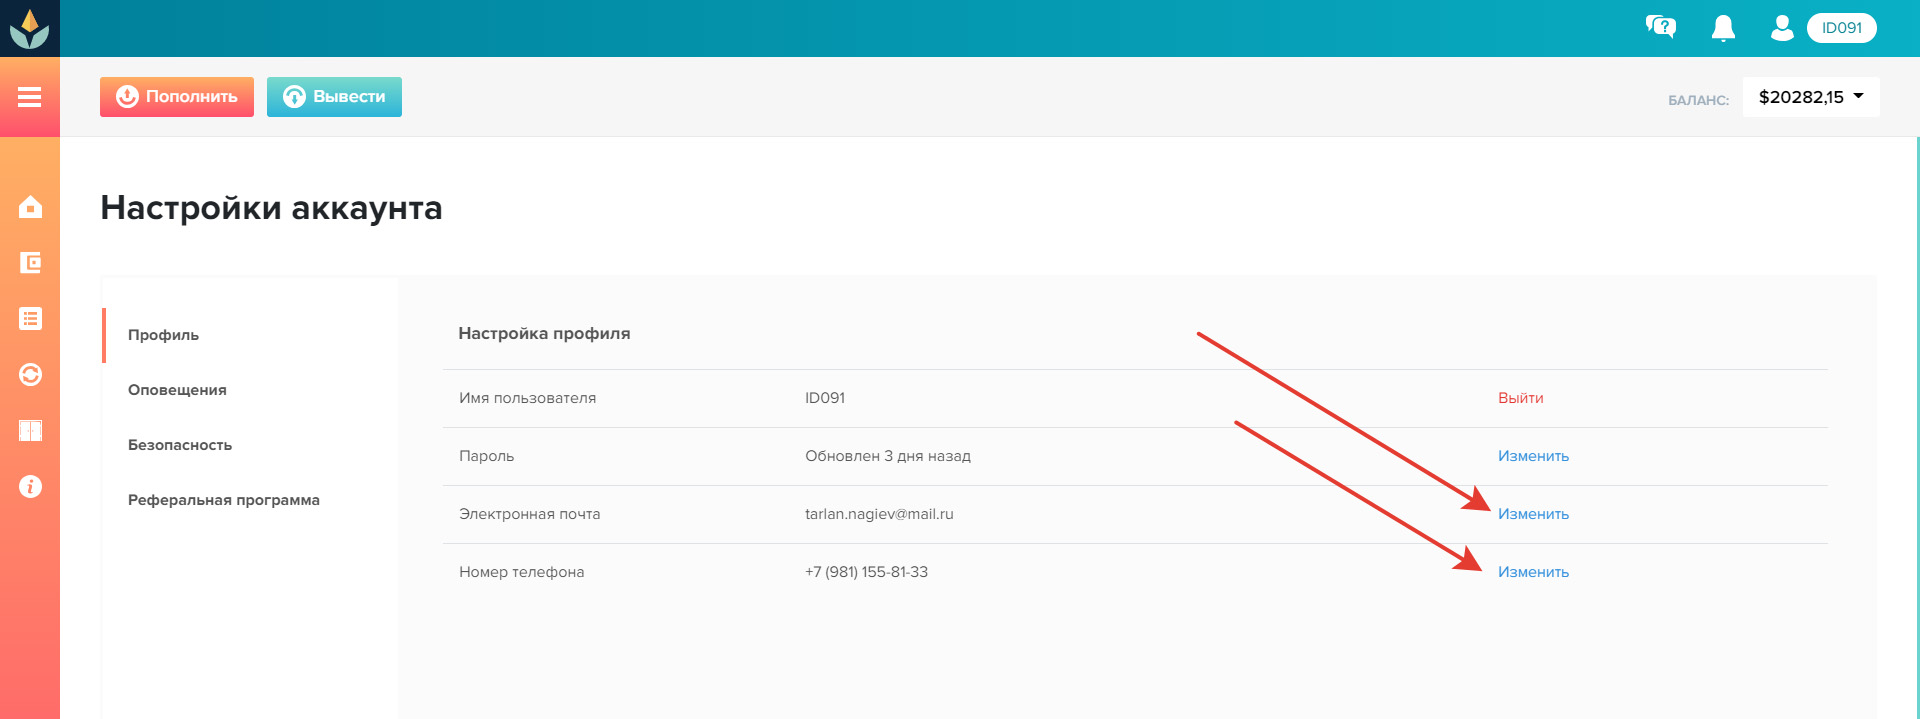 ID091
Пополнить
Вывести
БАЛАНС:
$20282,15
Настройки аккаунта
Профиль
Оповещения
Безопасность
Реферальная программа
Настройка профиля
Имя пользователя ID091 Выйти
Пароль Обновлен 3 дня назад Изменить
Электронная почта tarlan.nagiev@mail.ru Изменить
Номер телефона +7 (981) 155-81-33 Изменить